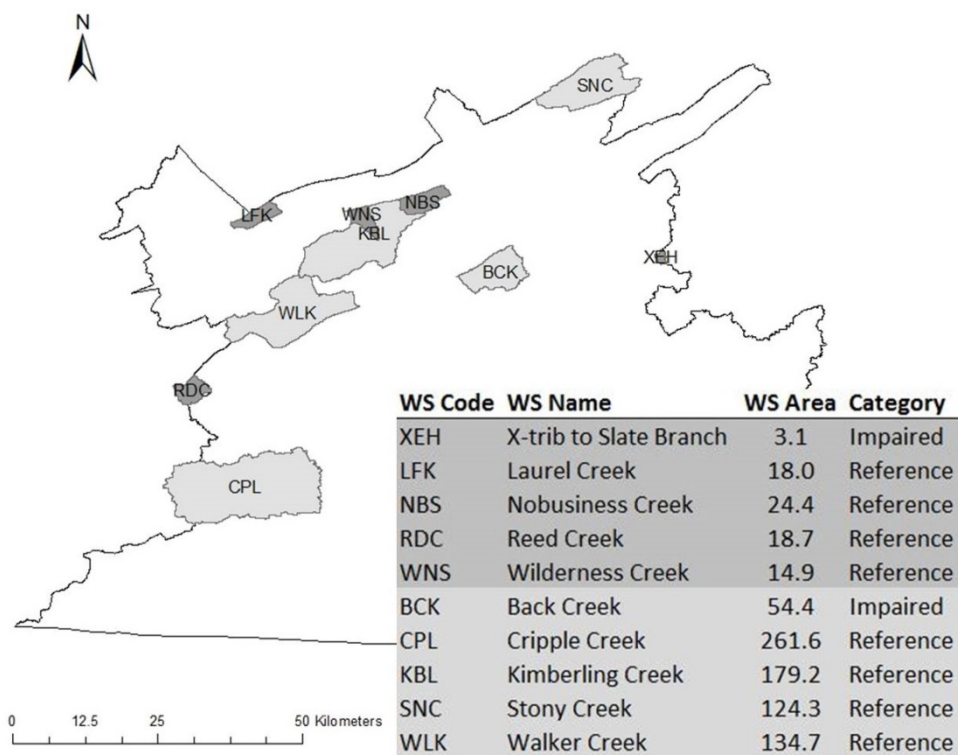 N
SNC
NBS
LFK
WNS
KBL
XEH
BCK
WLK
RDC
CPL
WS Code WS Name WS Area Category
XEH X-trib to Slate Branch 3.1 Impaired
LFK Laurel Creek 18.0 Reference
NBS Nobusiness Creek 24.4 Reference
RDC Reed Creek 18.7 Reference
WNS Wilderness Creek 14.9 Reference
BCK Back Creek 54.4 Impaired
CPL Cripple Creek 261.6 Reference
KBL Kimberling Creek 179.2 Reference
SNC Stony Creek 124.3 Reference
WLK Walker Creek 134.7 Reference
0 12.5 25 50 Kilometers